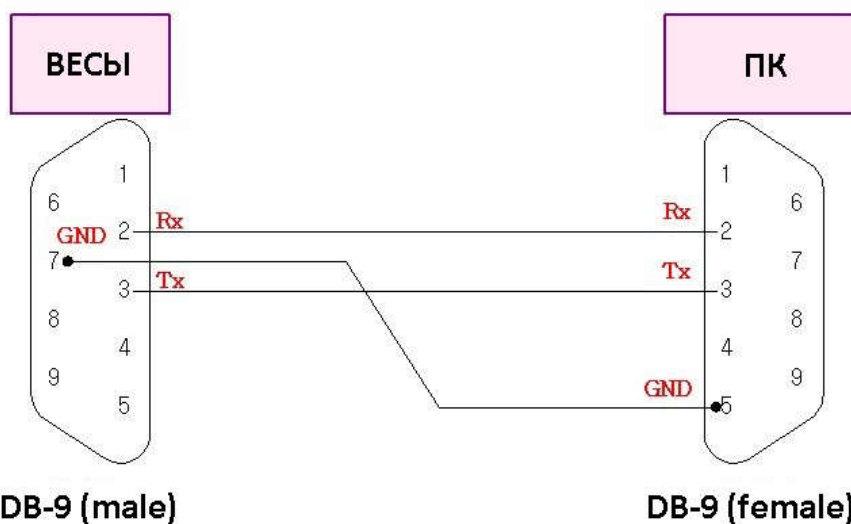 ВЕСЫ
ПК
1
6
GND 2 Rx
7
3 Tx
8
4
9
5
1
6
Rx 2
7
Tx 3
8
4
9
GND 5
DB-9 (male)
DB-9 (female)